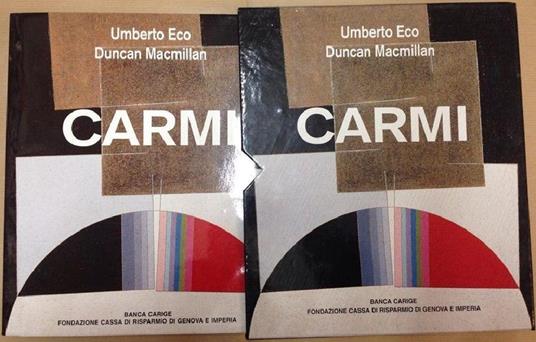 Umberto Eco
Duncan Macmillan
CARMI
BANCA CARIGE
FONDAZIONE CASSA DI RISPARMIO DI GENOVA E IMPERIA
Umberto Eco
Duncan Macmillan
CARMI
BANCA CARIGE
FONDAZIONE CASSA DI RISPARMIO DI GENOVA E IMPERIA